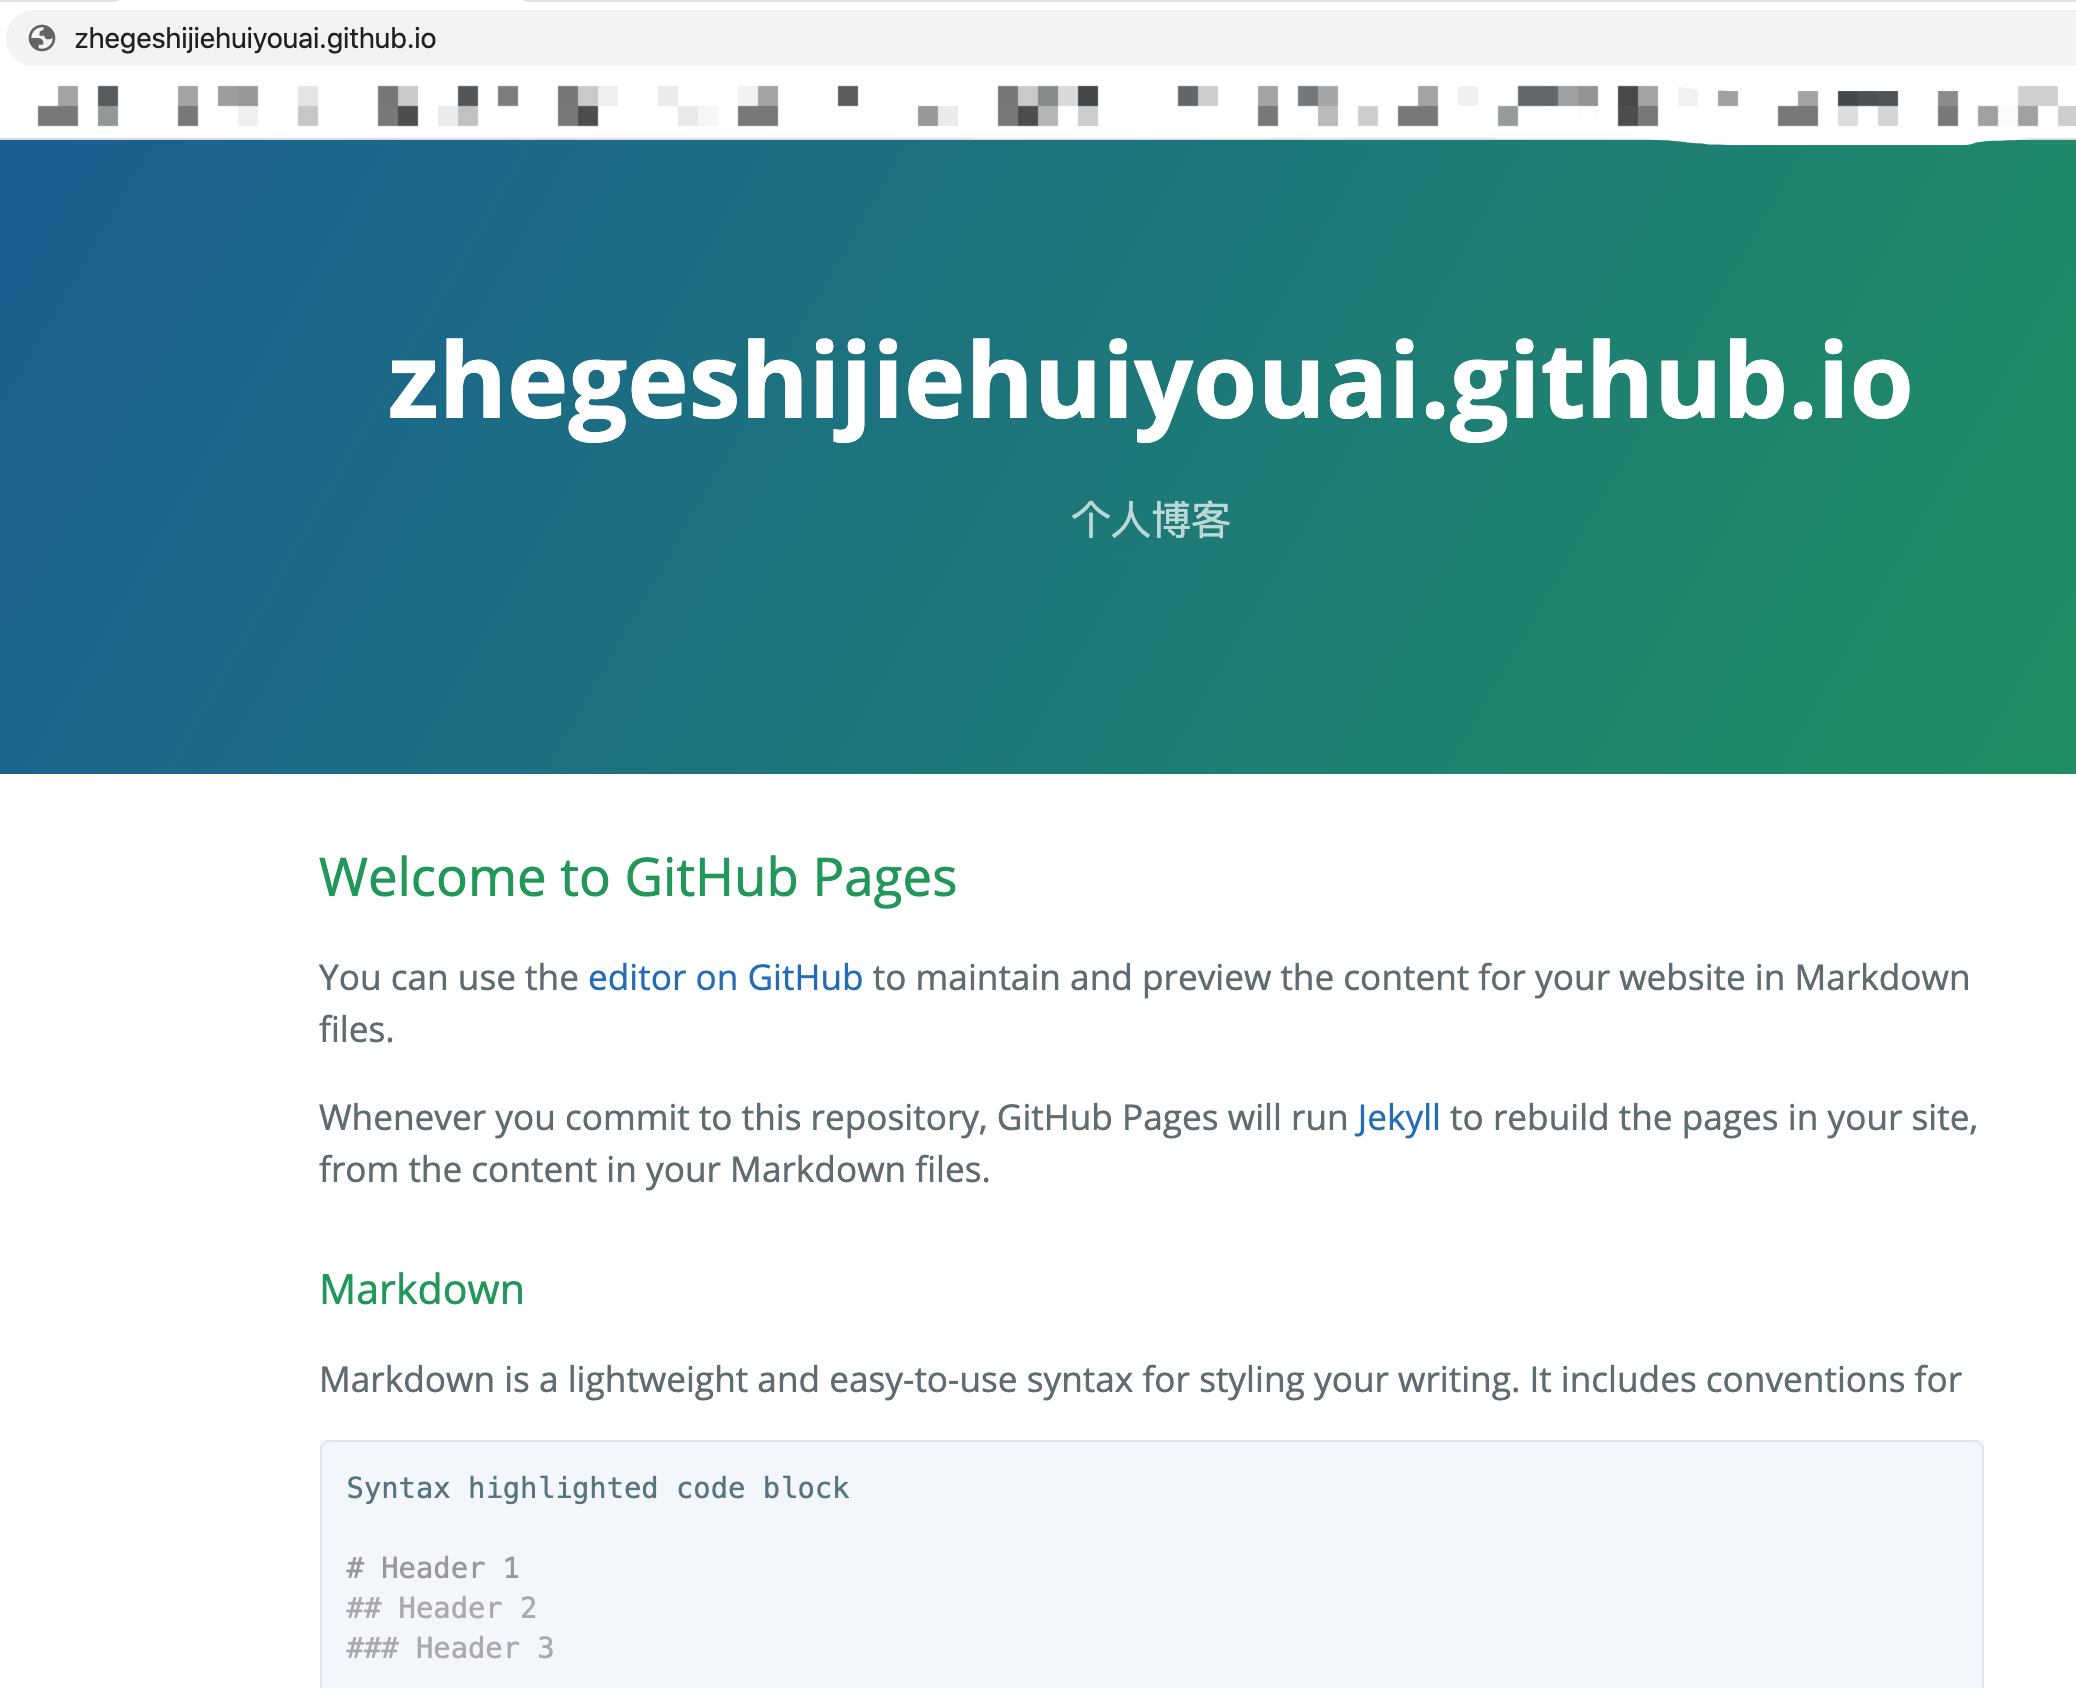 zhegeshijiehuiyouai.github.io
zhegeshijiehuiyouai.github.io
个人博客
Welcome to GitHub Pages
You can use the editor on GitHub to maintain and preview the content for your website in Markdown
files.
Whenever you commit to this repository, GitHub Pages will run Jekyll to rebuild the pages in your site,
from the content in your Markdown files.
Markdown
Markdown is a lightweight and easy-to-use syntax for styling your writing. It includes conventions for
Syntax highlighted code block
# Header 1
## Header 2
### Header 3